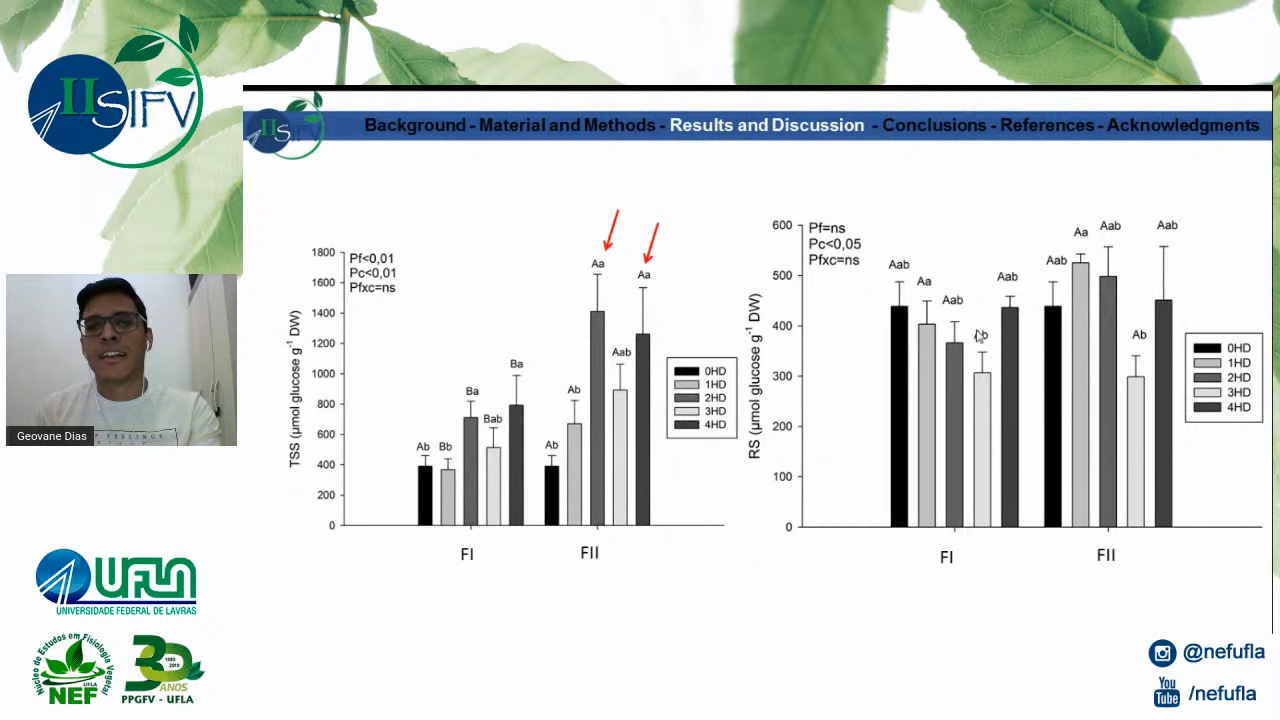 IISIFV
IISIFV
Background - Material and Methods - Results and Discussion - Conclusions - References - Acknowledgments
Pf<0,01
Pc<0,01
Pfxc=ns
TSS (µmol glucose g⁻¹ DW)
1800
1600
1400
1200
1000
800
600
400
200
0
Ab Bb Ba Bab Ba
Ab Ab Aa Aab Aa
FI FII
0HD
1HD
2HD
3HD
4HD
Pf=ns
Pc<0,05
Pfxc=ns
RS (µmol glucose g⁻¹ DW)
600
500
400
300
200
100
0
Aab Aa Aab Aab
Aab Aa Aab Ab Aab
FI FII
0HD
1HD
2HD
3HD
4HD
Geovane Dias
UFLA
UNIVERSIDADE FEDERAL DE LAVRAS
Núcleo de Estudos em Fisiologia Vegetal
UFLA
NEF
30
ANOS
PPGFV - UFLA
@nefufla
You
Tube
/nefufla